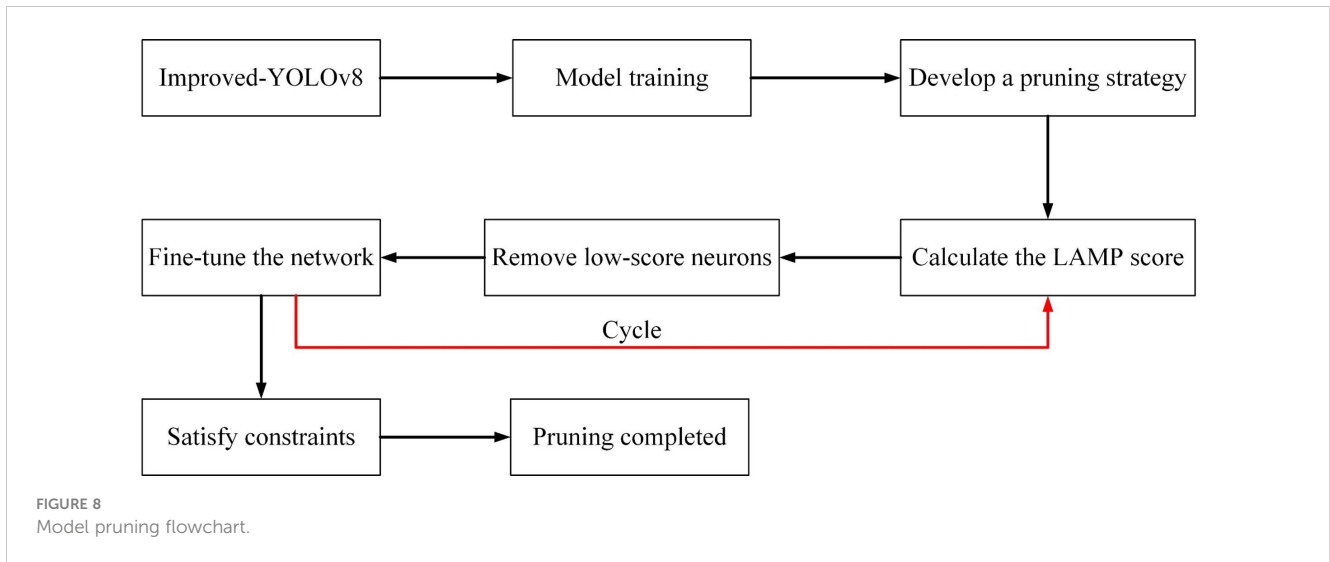 Improved-YOLOv8
Model training
Develop a pruning strategy
Fine-tune the network
Remove low-score neurons
Calculate the LAMP score
Cycle
Satisfy constraints
Pruning completed
FIGURE 8
Model pruning flowchart.